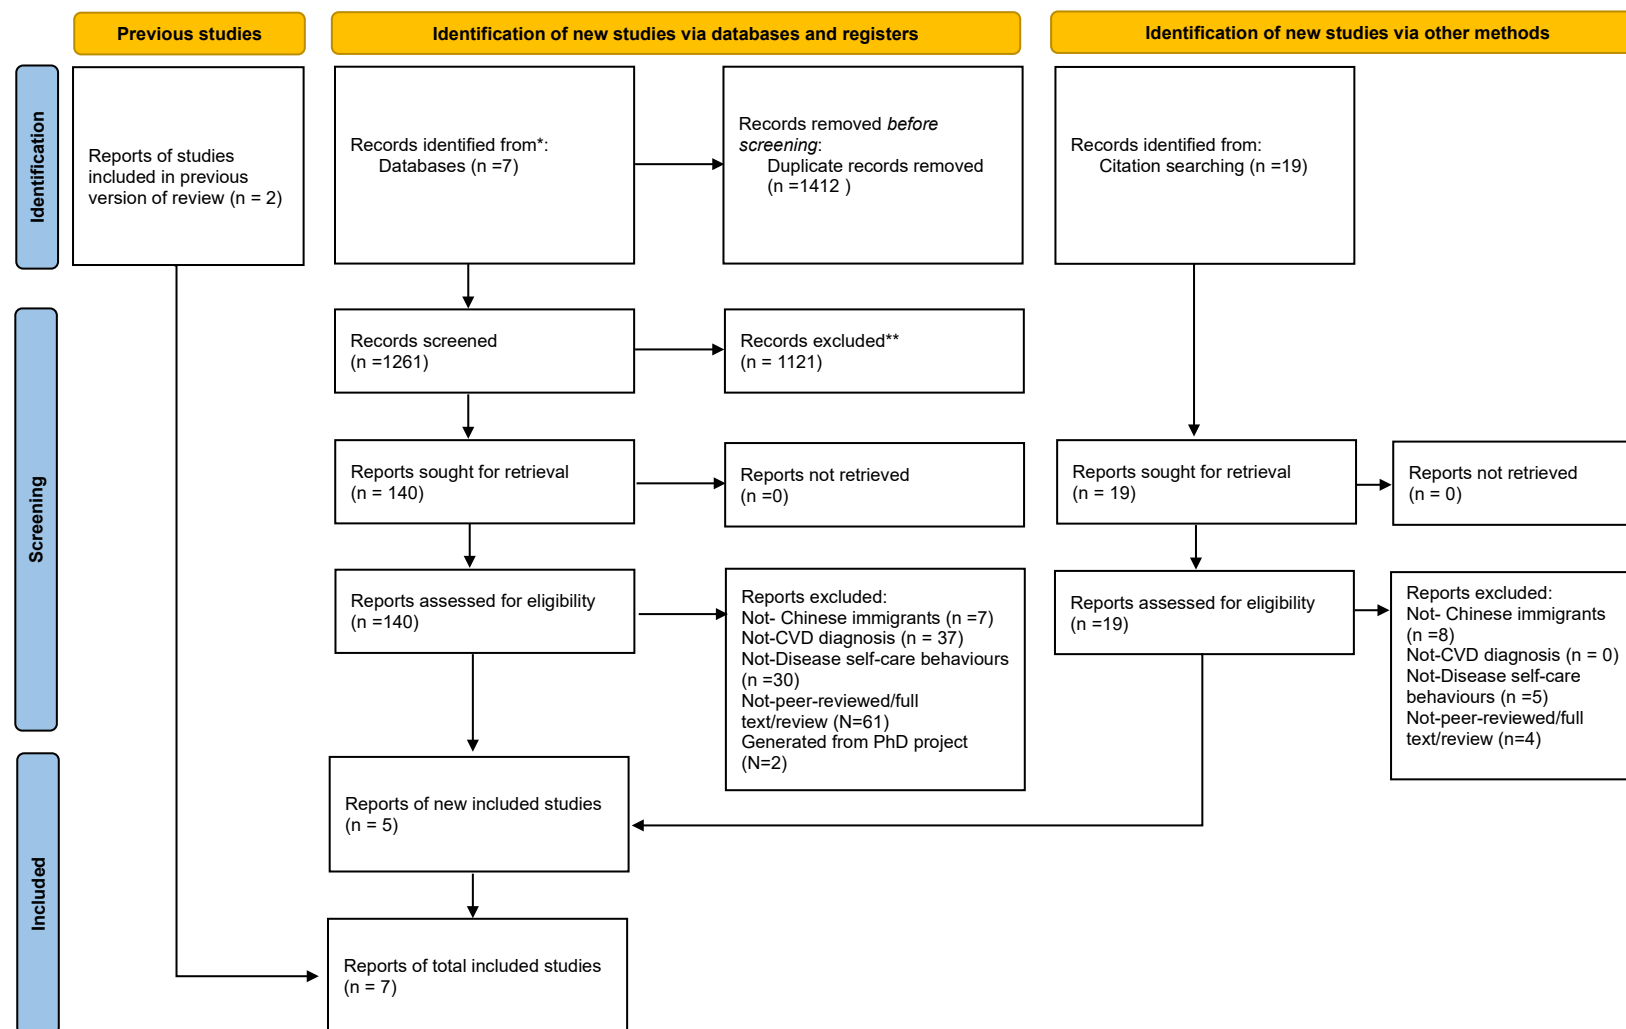 Previous studies
Identification of new studies via databases and registers
Identification of new studies via other methods
Identification
Reports of studies
included in previous
version of review (n = 2)
Records identified from*:
Databases (n =7)
Records removed before
screening:
Duplicate records removed
(n =1412 )
Records identified from:
Citation searching (n =19)
Screening
Records screened
(n =1261)
Records excluded**
(n = 1121)
Reports sought for retrieval
(n = 140)
Reports not retrieved
(n =0)
Reports sought for retrieval
(n = 19)
Reports not retrieved
(n = 0)
Reports assessed for eligibility
(n =140)
Reports excluded:
Not- Chinese immigrants (n =7)
Not-CVD diagnosis (n = 37)
Not-Disease self-care behaviours
(n =30)
Not-peer-reviewed/full
text/review (N=61)
Generated from PhD project
(N=2)
Reports assessed for eligibility
(n =19)
Reports excluded:
Not- Chinese immigrants
(n =8)
Not-CVD diagnosis (n = 0)
Not-Disease self-care
behaviours (n =5)
Not-peer-reviewed/full
text/review (n=4)
Included
Reports of new included studies
(n = 5)
Reports of total included studies
(n = 7)